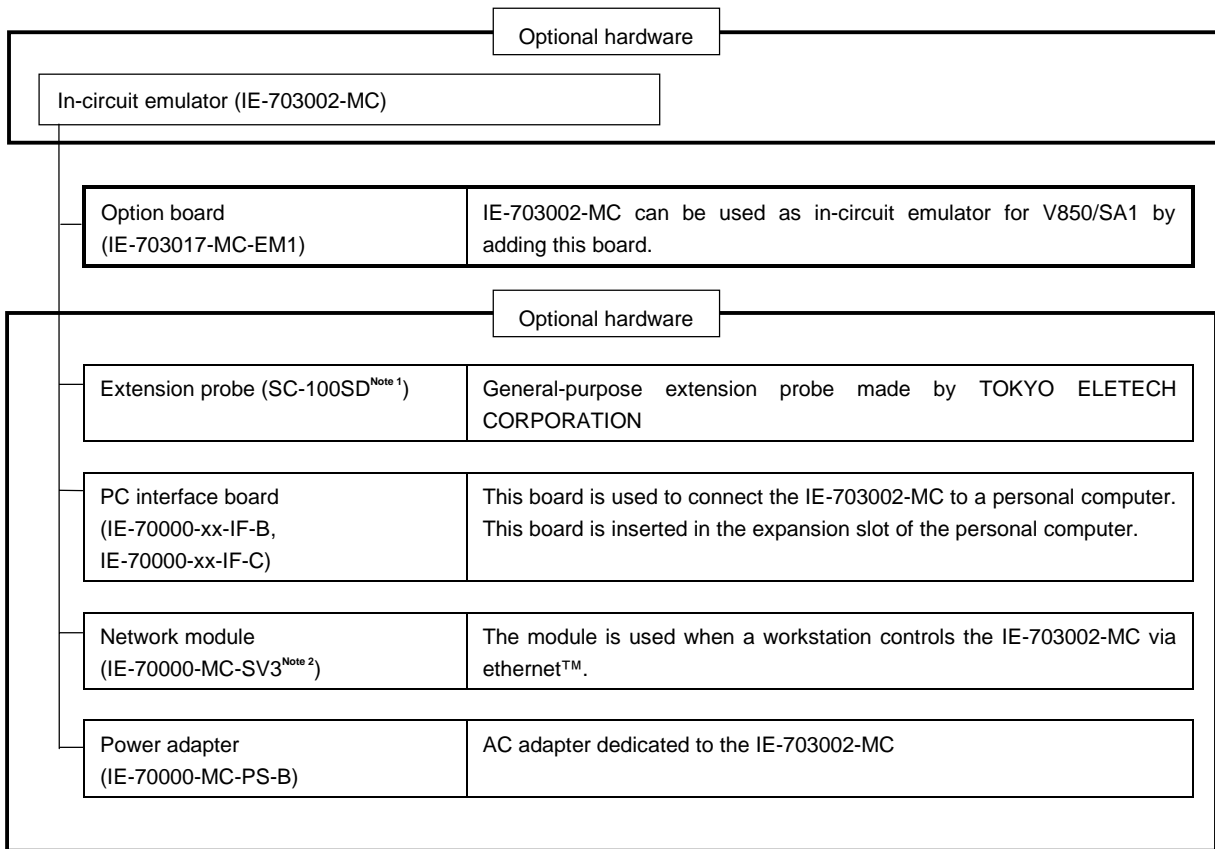 Optional hardware
In-circuit emulator (IE-703002-MC)
Option board
(IE-703017-MC-EM1)
IE-703002-MC can be used as in-circuit emulator for V850/SA1 by
adding this board.
Optional hardware
Extension probe (SC-100SDNote 1)
General-purpose extension probe made by TOKYO ELETECH
CORPORATION
PC interface board
(IE-70000-xx-IF-B,
IE-70000-xx-IF-C)
This board is used to connect the IE-703002-MC to a personal computer.
This board is inserted in the expansion slot of the personal computer.
Network module
(IE-70000-MC-SV3Note 2)
The module is used when a workstation controls the IE-703002-MC via
ethernet™.
Power adapter
(IE-70000-MC-PS-B)
AC adapter dedicated to the IE-703002-MC